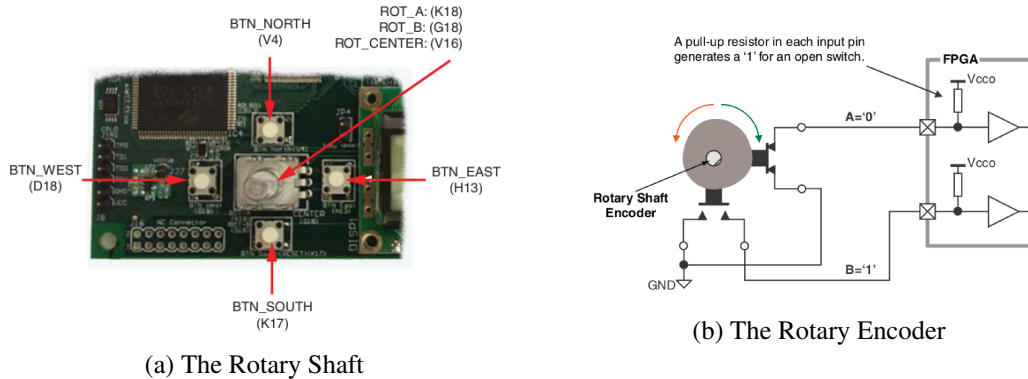 BTN_NORTH
(V4)
ROT_A: (K18)
ROT_B: (G18)
ROT_CENTER: (V16)
BTN_WEST
(D18)
BTN_EAST
(H13)
BTN_SOUTH
(K17)
NC Connector
(a) The Rotary Shaft
A pull-up resistor in each input pin
generates a '1' for an open switch.
FPGA
Vcco
A='0'
Vcco
Rotary Shaft
Encoder
GND
B='1'
(b) The Rotary Encoder